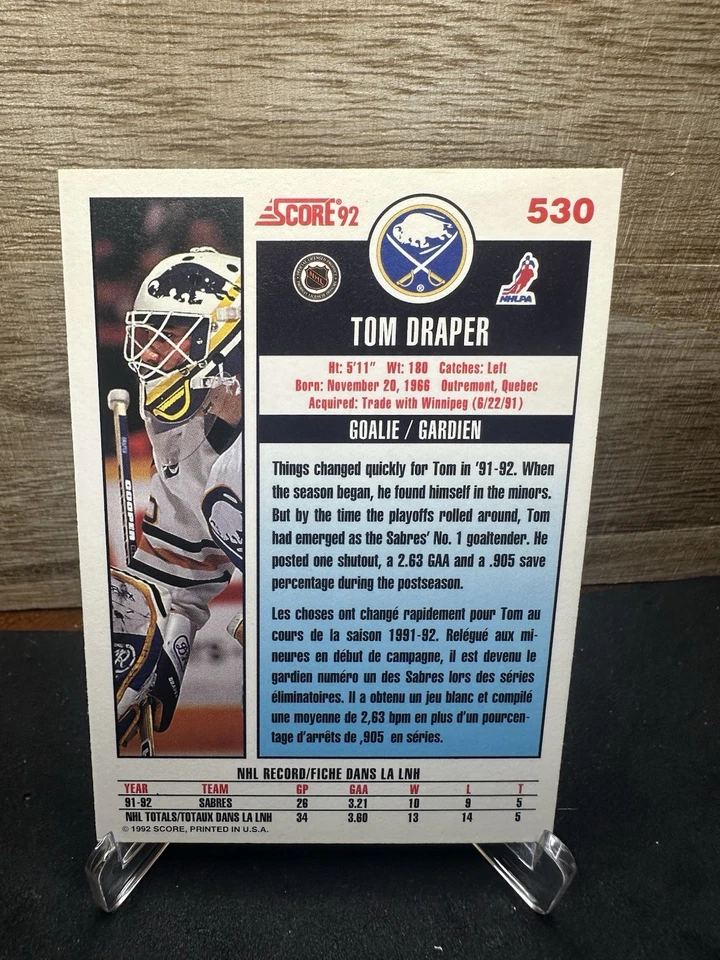 SCORE® 92
530
NHLPA
®
TOM DRAPER
Ht: 5'11" Wt: 180 Catches: Left
Born: November 20, 1966 Outremont, Quebec
Acquired: Trade with Winnipeg (6/22/91)
GOALIE / GARDIEN
COOPER
Things changed quickly for Tom in '91-92. When
the season began, he found himself in the minors.
But by the time the playoffs rolled around, Tom
had emerged as the Sabres' No. 1 goaltender. He
posted one shutout, a 2.63 GAA and a .905 save
percentage during the postseason.
Les choses ont changé rapidement pour Tom au
cours de la saison 1991-92. Relégué aux mi-
neures en début de campagne, il est devenu le
gardien numéro un des Sabres lors des séries
éliminatoires. Il a obtenu un jeu blanc et compilé
une moyenne de 2,63 bpm en plus d'un pourcen-
tage d'arrêts de ,905 en séries.
NHL RECORD/FICHE DANS LA LNH
YEAR TEAM GP GAA W L T
91-92 SABRES 26 3.21 10 9 5
NHL TOTALS/TOTAUX DANS LA LNH 34 3.60 13 14 5
© 1992 SCORE, PRINTED IN U.S.A.